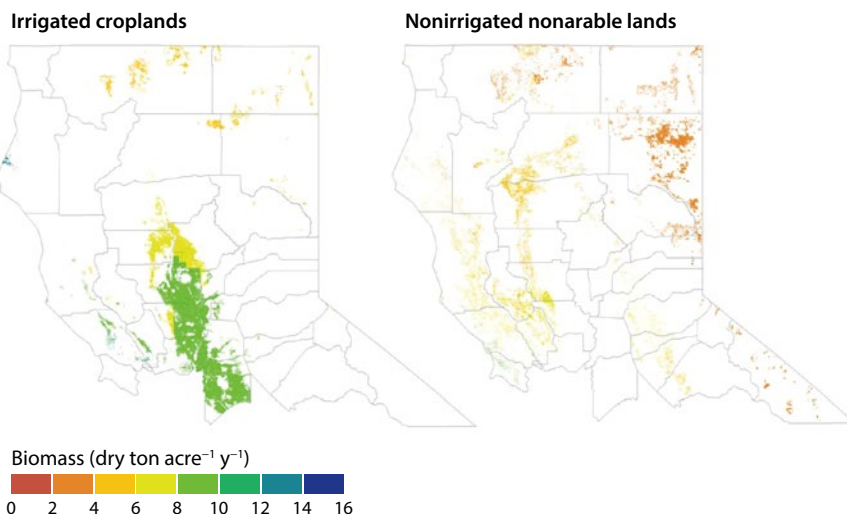 Irrigated croplands
Nonirrigated nonarable lands
Biomass (dry ton acre⁻¹ y⁻¹)
0 2 4 6 8 10 12 14 16